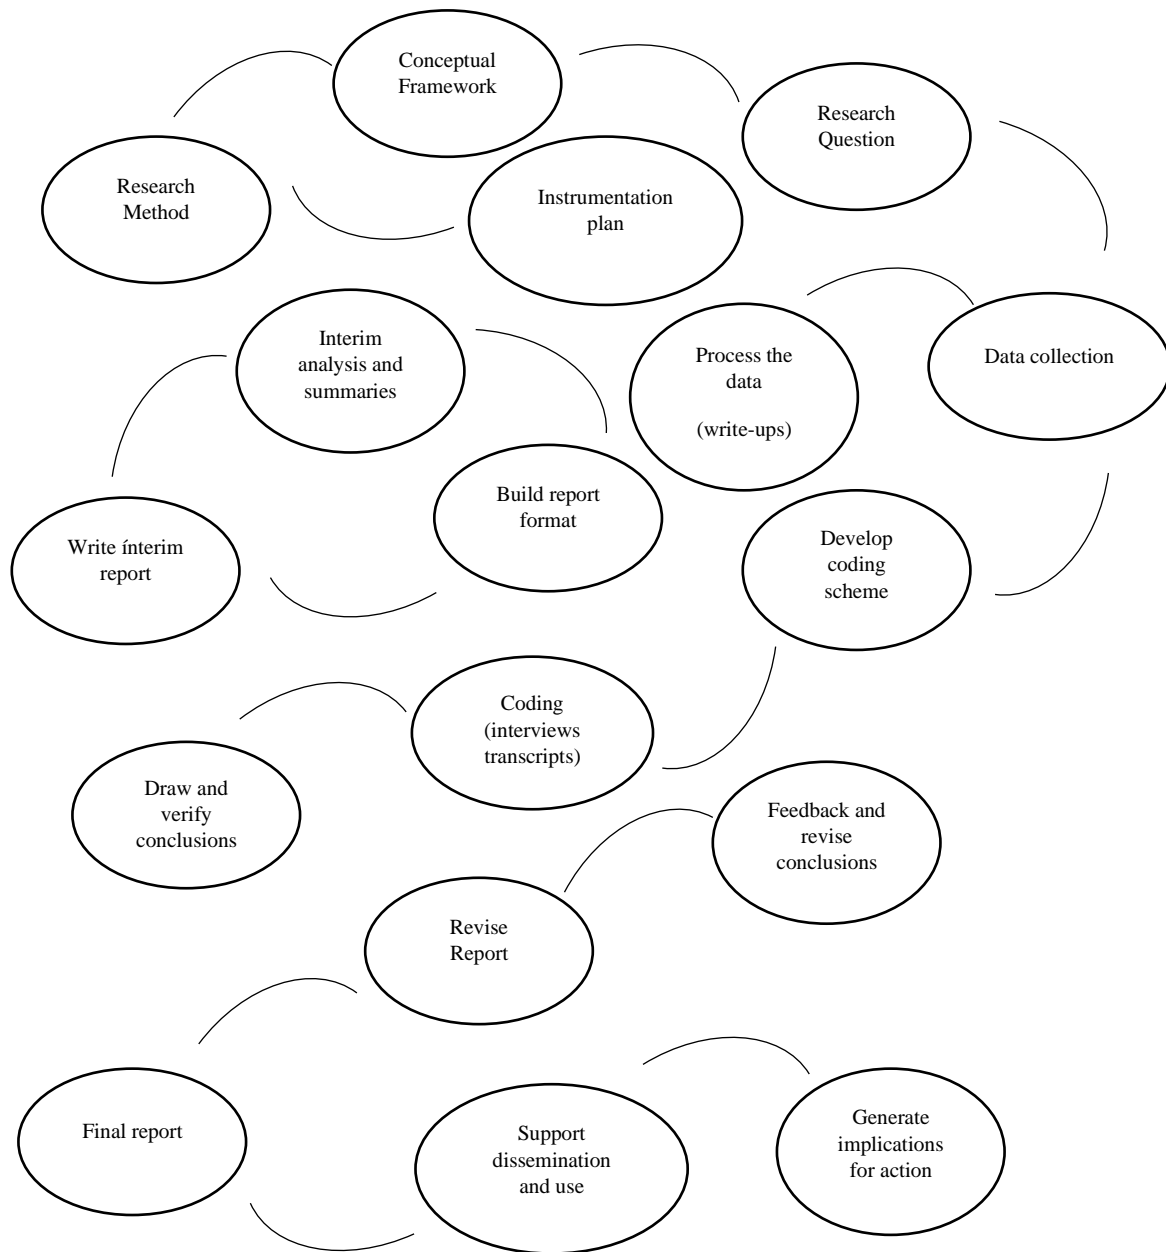 Conceptual
Framework
Research
Question
Research
Method
Instrumentation
plan
Interim
analysis and
summaries
Process the
data
(write-ups)
Data collection
Build report
format
Write ínterim
report
Develop
coding
scheme
Coding
(interviews
transcripts)
Draw and
verify
conclusions
Feedback and
revise
conclusions
Revise
Report
Final report
Support
dissemination
and use
Generate
implications
for action